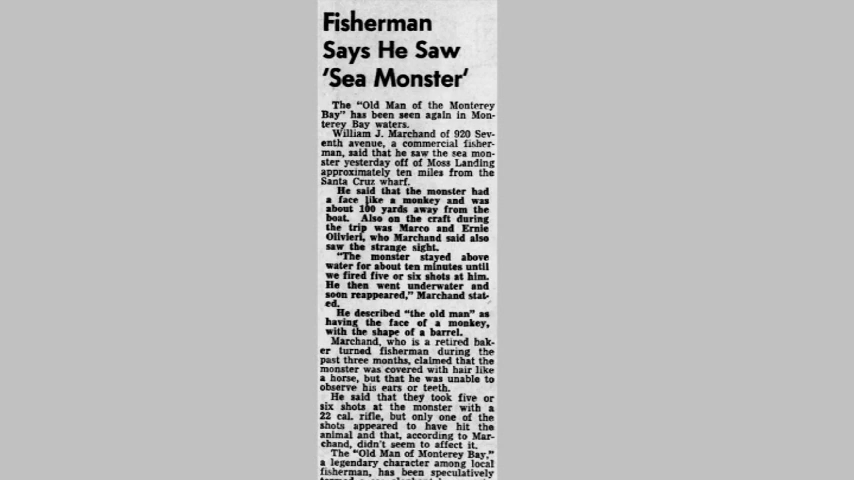 Fisherman
Says He Saw
'Sea Monster'
The "Old Man of the Monterey
Bay" has been seen again in Mon-
terey Bay waters.
William J. Marchand of 920 Sev-
enth avenue, a commercial fisher-
man, said that he saw the sea mon-
ster yesterday off of Moss Landing
approximately ten miles from the
Santa Cruz wharf.
He said that the monster had
a face like a monkey and was
about 100 yards away from the
boat. Also on the craft during
the trip was Marco and Ernie
Olivieri, who Marchand said also
saw the strange sight.
"The monster stayed above
water for about ten minutes until
we fired five or six shots at him.
He then went underwater and
soon reappeared," Marchand stat-
ed.
He described "the old man" as
having the face of a monkey,
with the shape of a barrel.
Marchand, who is a retired bak-
er turned fisherman during the
past three months, claimed that the
monster was covered with hair like
a horse, but that he was unable to
observe his ears or teeth.
He said that they took five or
six shots at the monster with a
22 cal. rifle, but only one of the
shots appeared to have hit the
animal and that, according to Mar-
chand, didn't seem to affect it.
The "Old Man of Monterey Bay,"
a legendary character among local
fisherman, has been speculatively